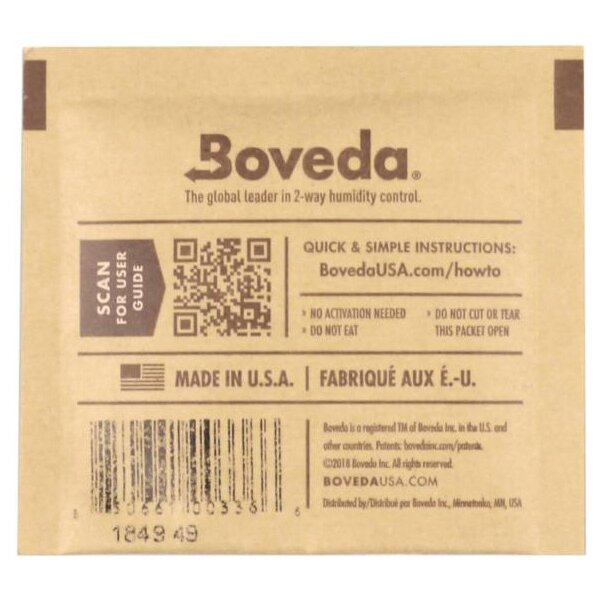 Boveda®
The global leader in 2-way humidity control.
SCAN
FOR USER
GUIDE
QUICK & SIMPLE INSTRUCTIONS:
BovedaUSA.com/howto
» NO ACTIVATION NEEDED
» DO NOT EAT
» DO NOT CUT OR TEAR
THIS PACKET OPEN
MADE IN U.S.A. | FABRIQUÉ AUX É.-U.
Boveda is a registered TM of Boveda Inc. in the U.S. and
other countries. Patents: bovedainc.com/patents.
©2018 Boveda Inc. All rights reserved.
BOVEDAUSA.COM
Distributed by/Distribué par Boveda Inc., Minnetonka, MN, USA
1849 49